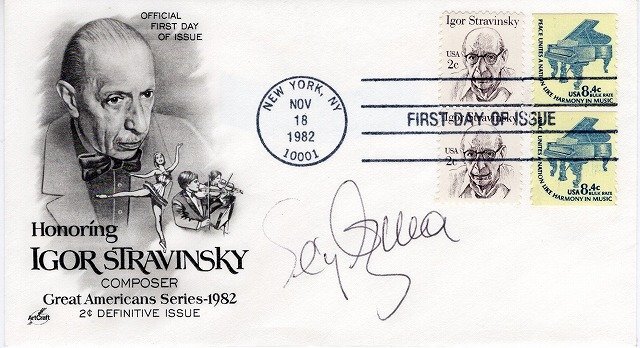 OFFICIAL
FIRST DAY
OF ISSUE
Honoring
IGOR STRAVINSKY
COMPOSER
Great Americans Series-1982
2¢ DEFINITIVE ISSUE
ArtCraft
NEW YORK, NY
NOV
18
1982
10001
FIRST DAY OF ISSUE
Igor Stravinsky
USA
2c
PEACE UNITES A NATION LIKE HARMONY IN MUSIC
USA 8.4c
BULK RATE
Igor Stravinsky
USA
2c
PEACE UNITES A NATION LIKE HARMONY IN MUSIC
USA 8.4c
BULK RATE